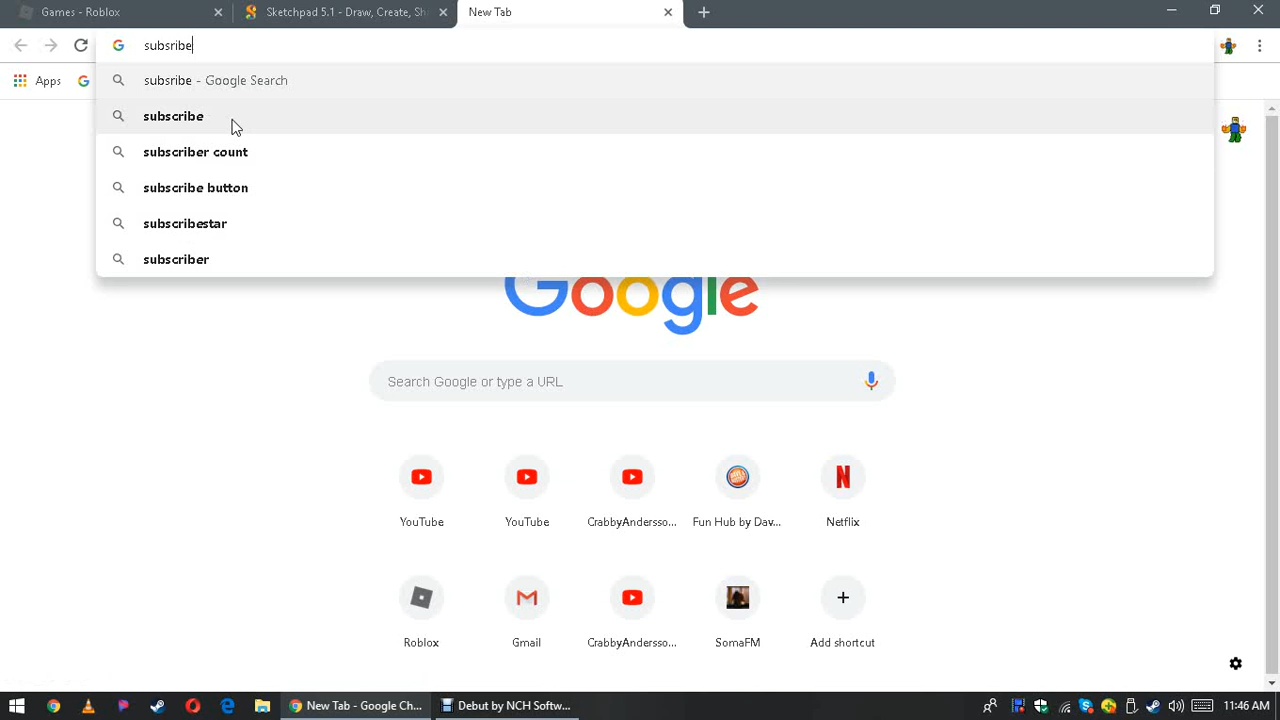 Games - Roblox
Sketchpad 5.1 - Draw, Create, Sh
New Tab
subsribe
Apps
subsribe - Google Search
subscribe
subscriber count
subscribe button
subscribestar
subscriber
Google
Search Google or type a URL
YouTube
YouTube
CrabbyAndersso...
Fun Hub by Dav...
Netflix
Roblox
Gmail
CrabbyAndersso...
SomaFM
Add shortcut
New Tab - Google Ch...
Debut by NCH Softw...
11:46 AM